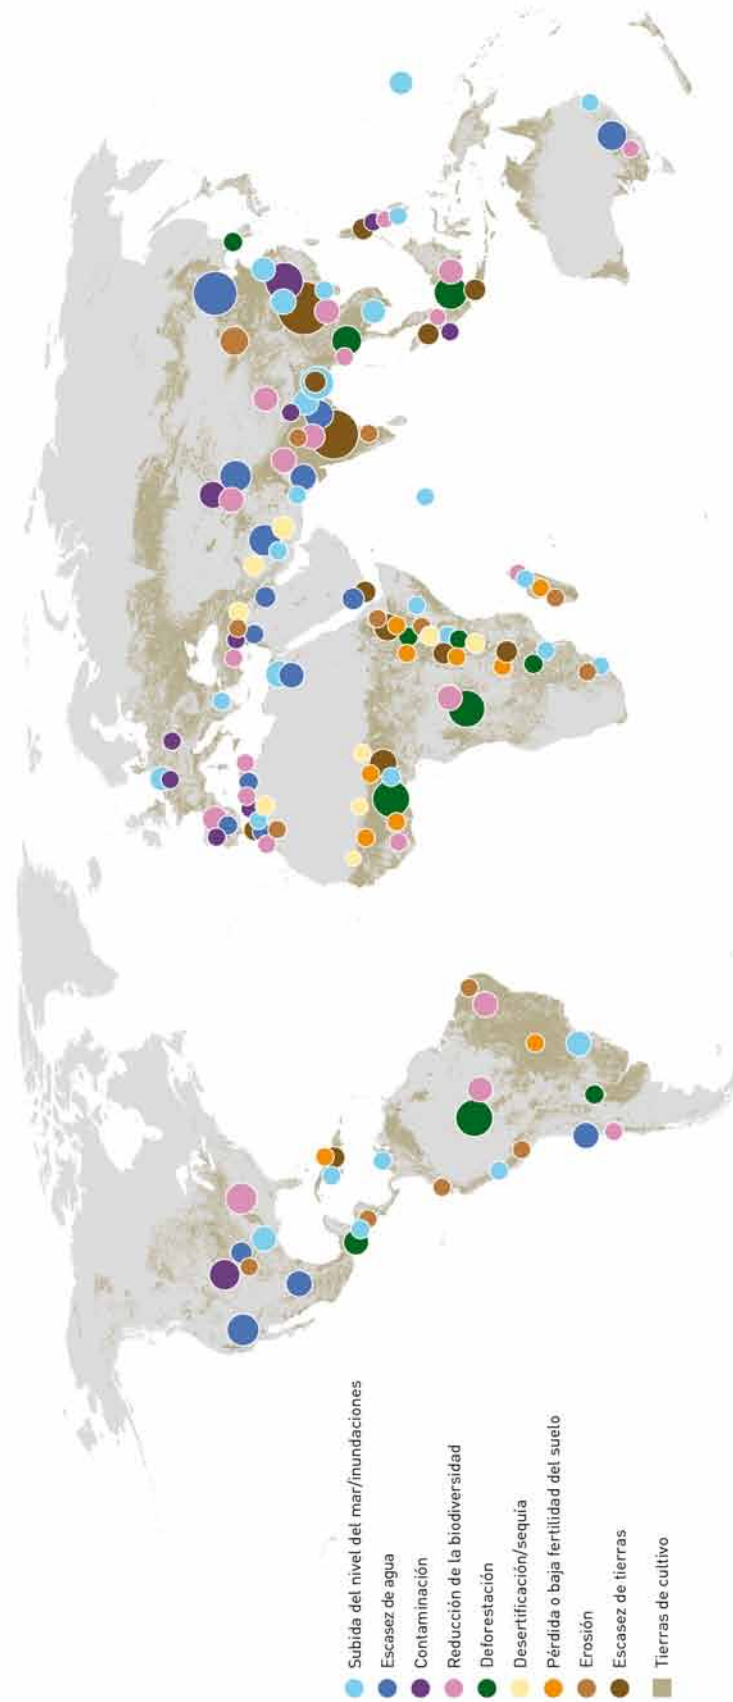 Subida del nivel del mar/inundaciones
Escasez de agua
Contaminación
Reducción de la biodiversidad
Deforestación
Desertificación/sequía
Pérdida o baja fertilidad del suelo
Erosión
Escasez de tierras
Tierras de cultivo